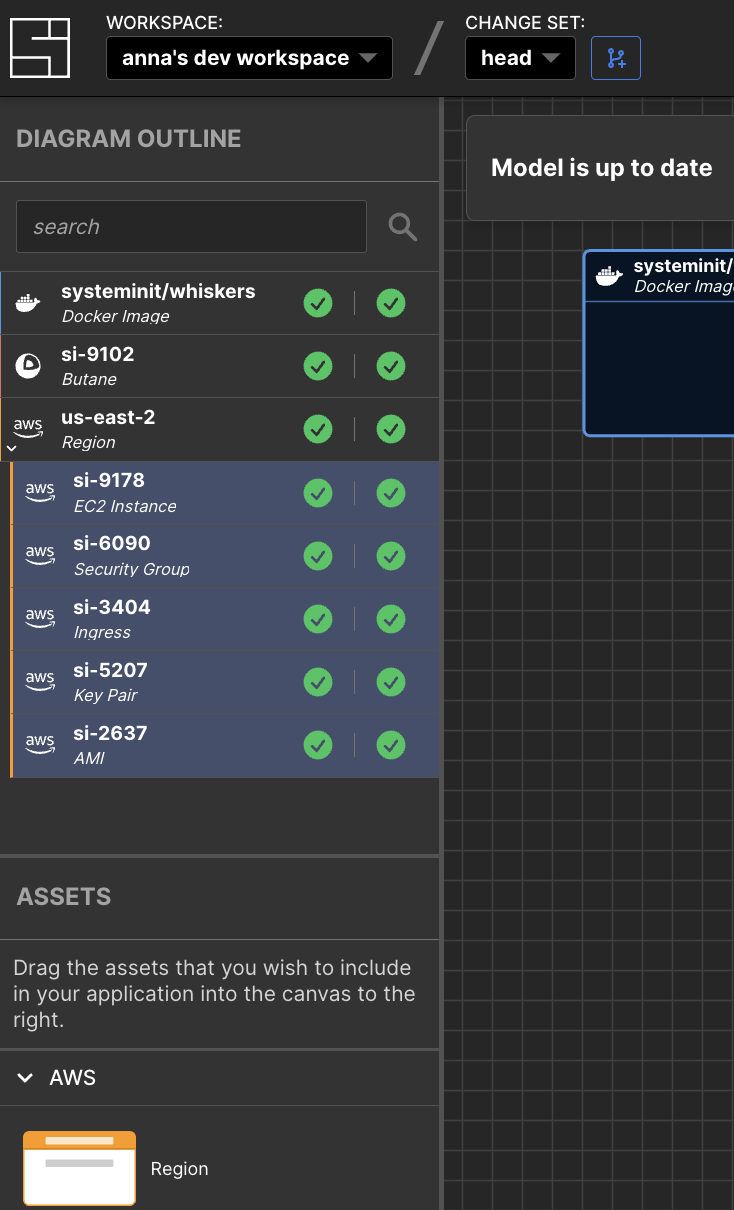 WORKSPACE:
CHANGE SET:
anna's dev workspace
head
DIAGRAM OUTLINE
Model is up to date
search
systeminit/
Docker Imag
systeminit/whiskers
Docker Image
si-9102
Butane
aws
us-east-2
Region
aws
si-9178
EC2 Instance
aws
si-6090
Security Group
aws
si-3404
Ingress
aws
si-5207
Key Pair
aws
si-2637
AMI
ASSETS
Drag the assets that you wish to include
in your application into the canvas to the
right.
AWS
Region